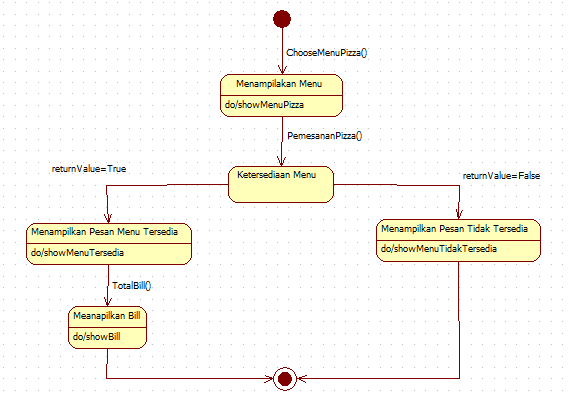 ChooseMenuPizza()
Menampilakan Menu
do/showMenuPizza
PemesananPizza()
Ketersediaan Menu
returnValue=True
returnValue=False
Menampilkan Pesan Menu Tersedia
do/showMenuTersedia
Menampilkan Pesan Tidak Tersedia
do/showMenuTidakTersedia
TotalBill()
Meanapilkan Bill
do/showBill